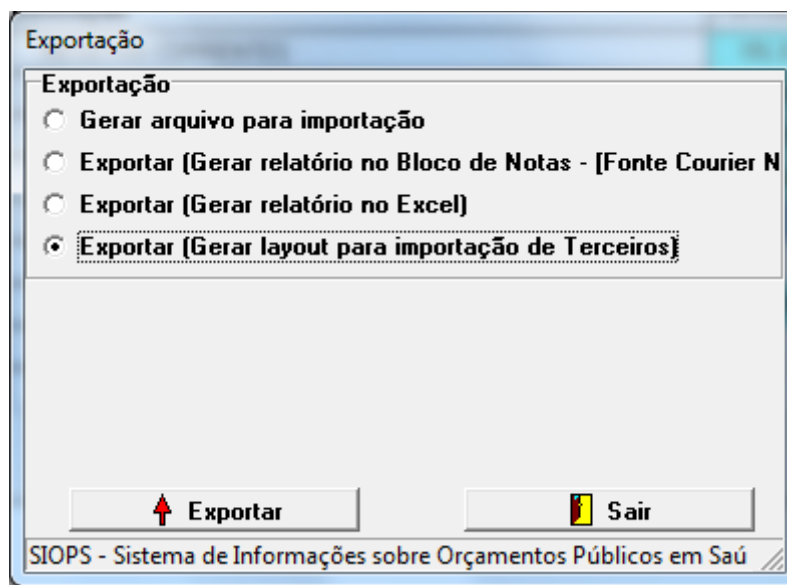 Exportação
Exportação
Gerar arquivo para importação
Exportar (Gerar relatório no Bloco de Notas - [Fonte Courier N
Exportar (Gerar relatório no Excel)
Exportar (Gerar layout para importação de Terceiros)
Exportar
Sair
SIOPS - Sistema de Informações sobre Orçamentos Públicos em Saú